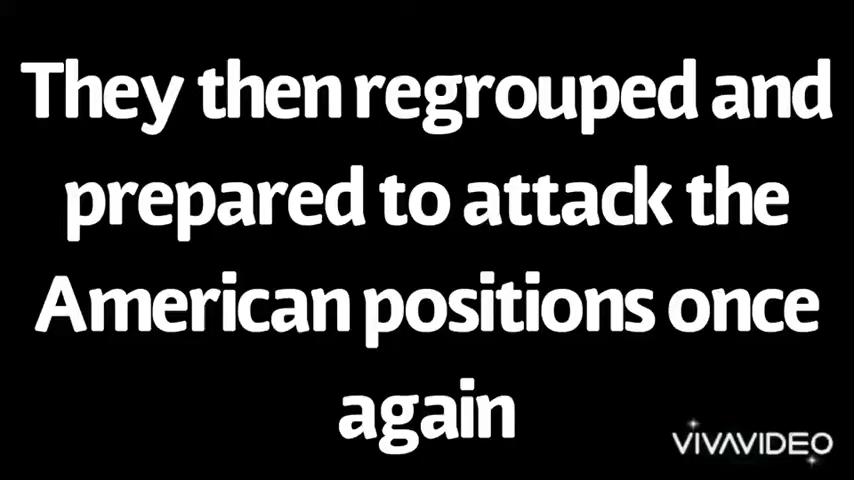 They then regrouped and
prepared to attack the
American positions once
again
VIVAVIDEO